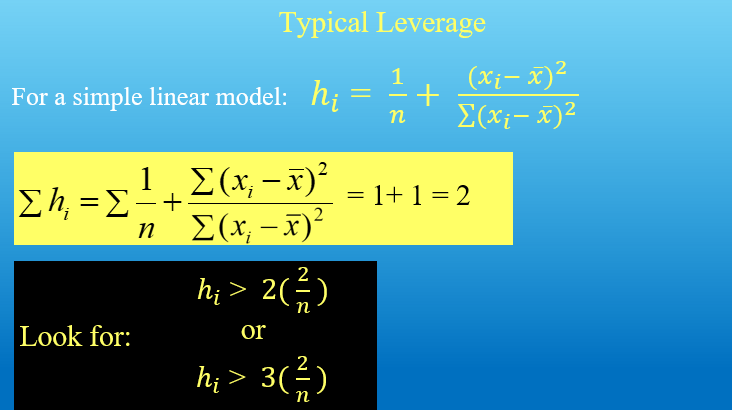 Typical Leverage
For a simple linear model: hᵢ = 1/n + (xᵢ− x̄)² / ∑(xᵢ− x̄)²
∑hᵢ = ∑ 1/n + ∑(xᵢ − x̄)² / ∑(xᵢ − x̄)² = 1+ 1 = 2
hᵢ > 2(2/n)
Look for: or
hᵢ > 3(2/n)